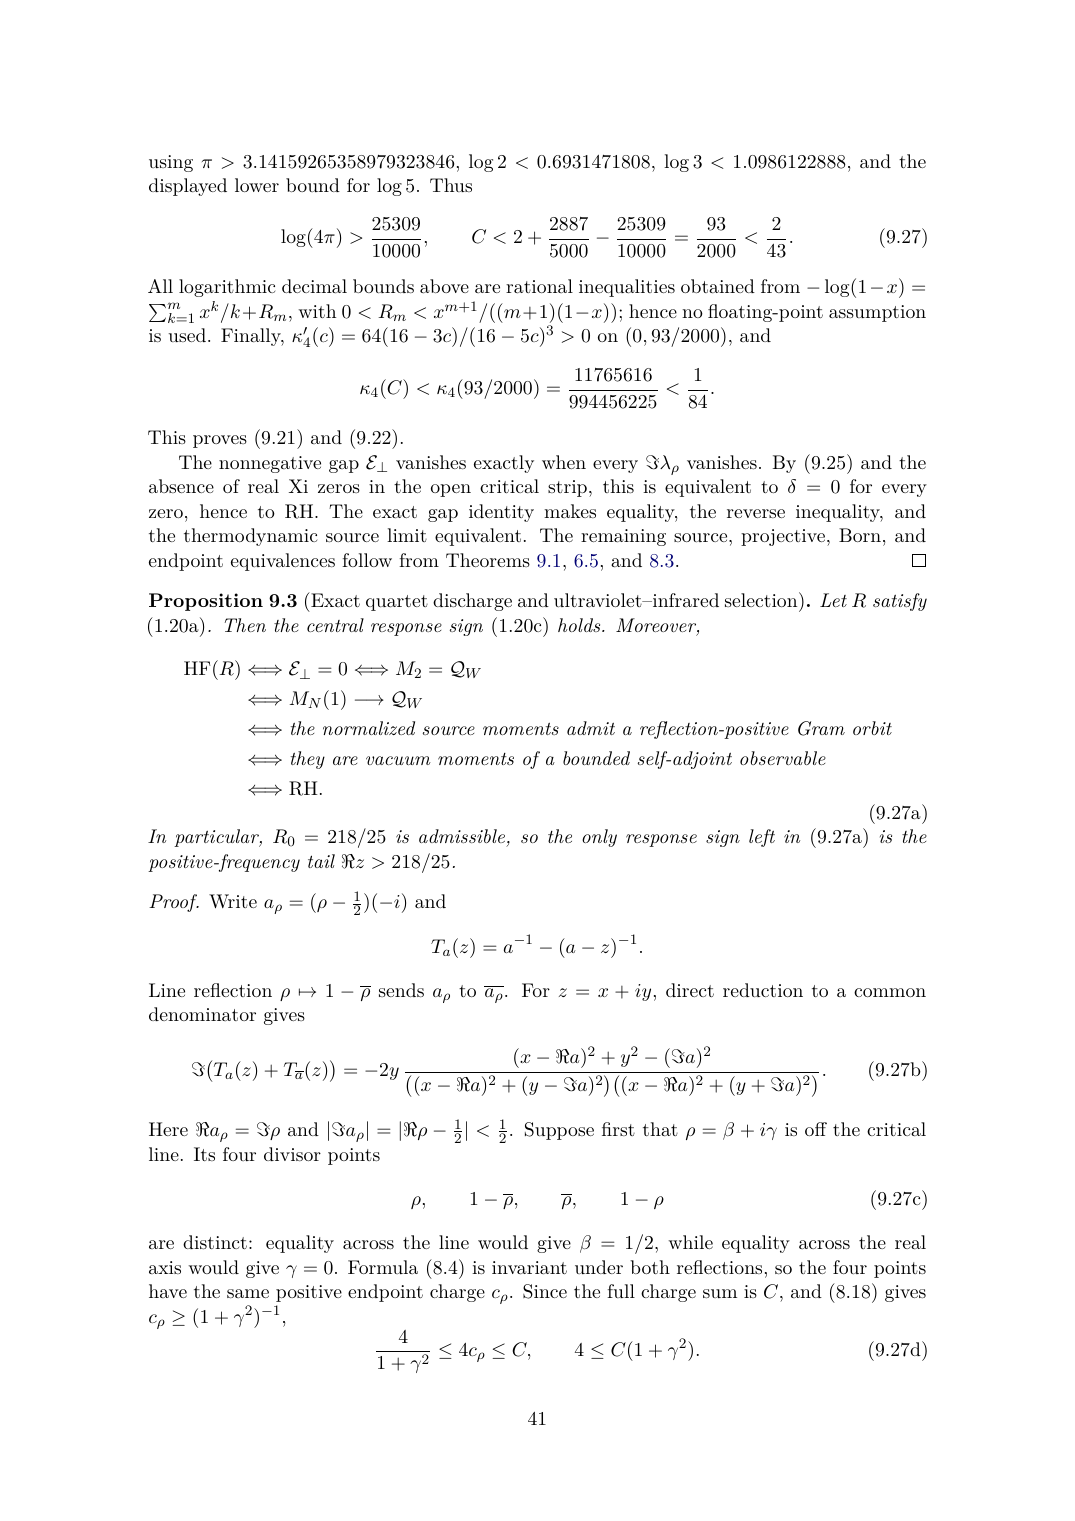 using π > 3.14159265358979323846, log 2 < 0.6931471808, log 3 < 1.0986122888, and the
displayed lower bound for log 5. Thus
log(4π) > 25309/10000, C < 2 + 2887/5000 − 25309/10000 = 93/2000 < 2/43. (9.27)
All logarithmic decimal bounds above are rational inequalities obtained from − log(1−x) =
∑_{k=1}^{m} x^k/k+R_m, with 0 < R_m < x^{m+1}/((m+1)(1−x)); hence no floating-point assumption
is used. Finally, κ′_4(c) = 64(16 − 3c)/(16 − 5c)^3 > 0 on (0, 93/2000), and
κ_4(C) < κ_4(93/2000) = 11765616/994456225 < 1/84.
This proves (9.21) and (9.22).
The nonnegative gap ℰ_⊥ vanishes exactly when every ℑλ_ρ vanishes. By (9.25) and the
absence of real Xi zeros in the open critical strip, this is equivalent to δ = 0 for every
zero, hence to RH. The exact gap identity makes equality, the reverse inequality, and
the thermodynamic source limit equivalent. The remaining source, projective, Born, and
endpoint equivalences follow from Theorems 9.1, 6.5, and 8.3. □
Proposition 9.3 (Exact quartet discharge and ultraviolet–infrared selection). Let R satisfy
(1.20a). Then the central response sign (1.20c) holds. Moreover,
HF(R) ⟺ ℰ_⊥ = 0 ⟺ M_2 = 𝒬_W
⟺ M_N(1) ⟶ 𝒬_W
⟺ the normalized source moments admit a reflection-positive Gram orbit
⟺ they are vacuum moments of a bounded self-adjoint observable
⟺ RH.
(9.27a)
In particular, R_0 = 218/25 is admissible, so the only response sign left in (9.27a) is the
positive-frequency tail ℜz > 218/25.
Proof. Write a_ρ = (ρ − 1/2)(−i) and
T_a(z) = a^{−1} − (a − z)^{−1}.
Line reflection ρ ↦ 1 − ρ̅ sends a_ρ to a̅_ρ̅. For z = x + iy, direct reduction to a common
denominator gives
ℑ(T_a(z) + T_a̅(z)) = −2y ((x − ℜa)^2 + y^2 − (ℑa)^2)/(((x − ℜa)^2 + (y − ℑa)^2)((x − ℜa)^2 + (y + ℑa)^2)). (9.27b)
Here ℜa_ρ = ℑρ and |ℑa_ρ| = |ℜρ − 1/2| < 1/2. Suppose first that ρ = β + iγ is off the critical
line. Its four divisor points
ρ, 1 − ρ̅, ρ̅, 1 − ρ (9.27c)
are distinct: equality across the line would give β = 1/2, while equality across the real
axis would give γ = 0. Formula (8.4) is invariant under both reflections, so the four points
have the same positive endpoint charge c_ρ. Since the full charge sum is C, and (8.18) gives
c_ρ ≥ (1 + γ^2)^{−1},
4/(1 + γ^2) ≤ 4c_ρ ≤ C, 4 ≤ C(1 + γ^2). (9.27d)
41